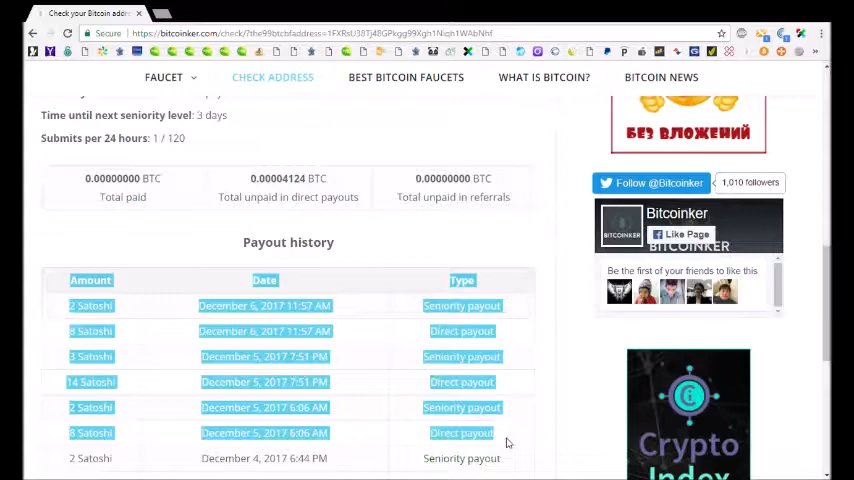 Check your Bitcoin addr
Secure
https://bitcoinker.com/check/?the99btcbfaddress=1FXRsU38Tj48GPkgg99Xgh1Niqh1WAbNhf
FAUCET
CHECK ADDRESS
BEST BITCOIN FAUCETS
WHAT IS BITCOIN?
BITCOIN NEWS
Time until next seniority level: 3 days
Submits per 24 hours: 1 / 120
0.00000000 BTC
0.00004124 BTC
0.00000000 BTC
Total paid
Total unpaid in direct payouts
Total unpaid in referrals
Payout history
Amount Date Type
2 Satoshi December 6, 2017 11:57 AM Seniority payout
8 Satoshi December 6, 2017 11:57 AM Direct payout
3 Satoshi December 5, 2017 7:51 PM Seniority payout
14 Satoshi December 5, 2017 7:51 PM Direct payout
2 Satoshi December 5, 2017 6:06 AM Seniority payout
8 Satoshi December 5, 2017 6:06 AM Direct payout
2 Satoshi December 4, 2017 6:44 PM Seniority payout
БЕЗ ВЛОЖЕНИЙ
Follow @Bitcoinker
1,010 followers
Bitcoinker
Like Page
BITCOINKER
BITCOINKER
Be the first of your friends to like this
Crypto
Index